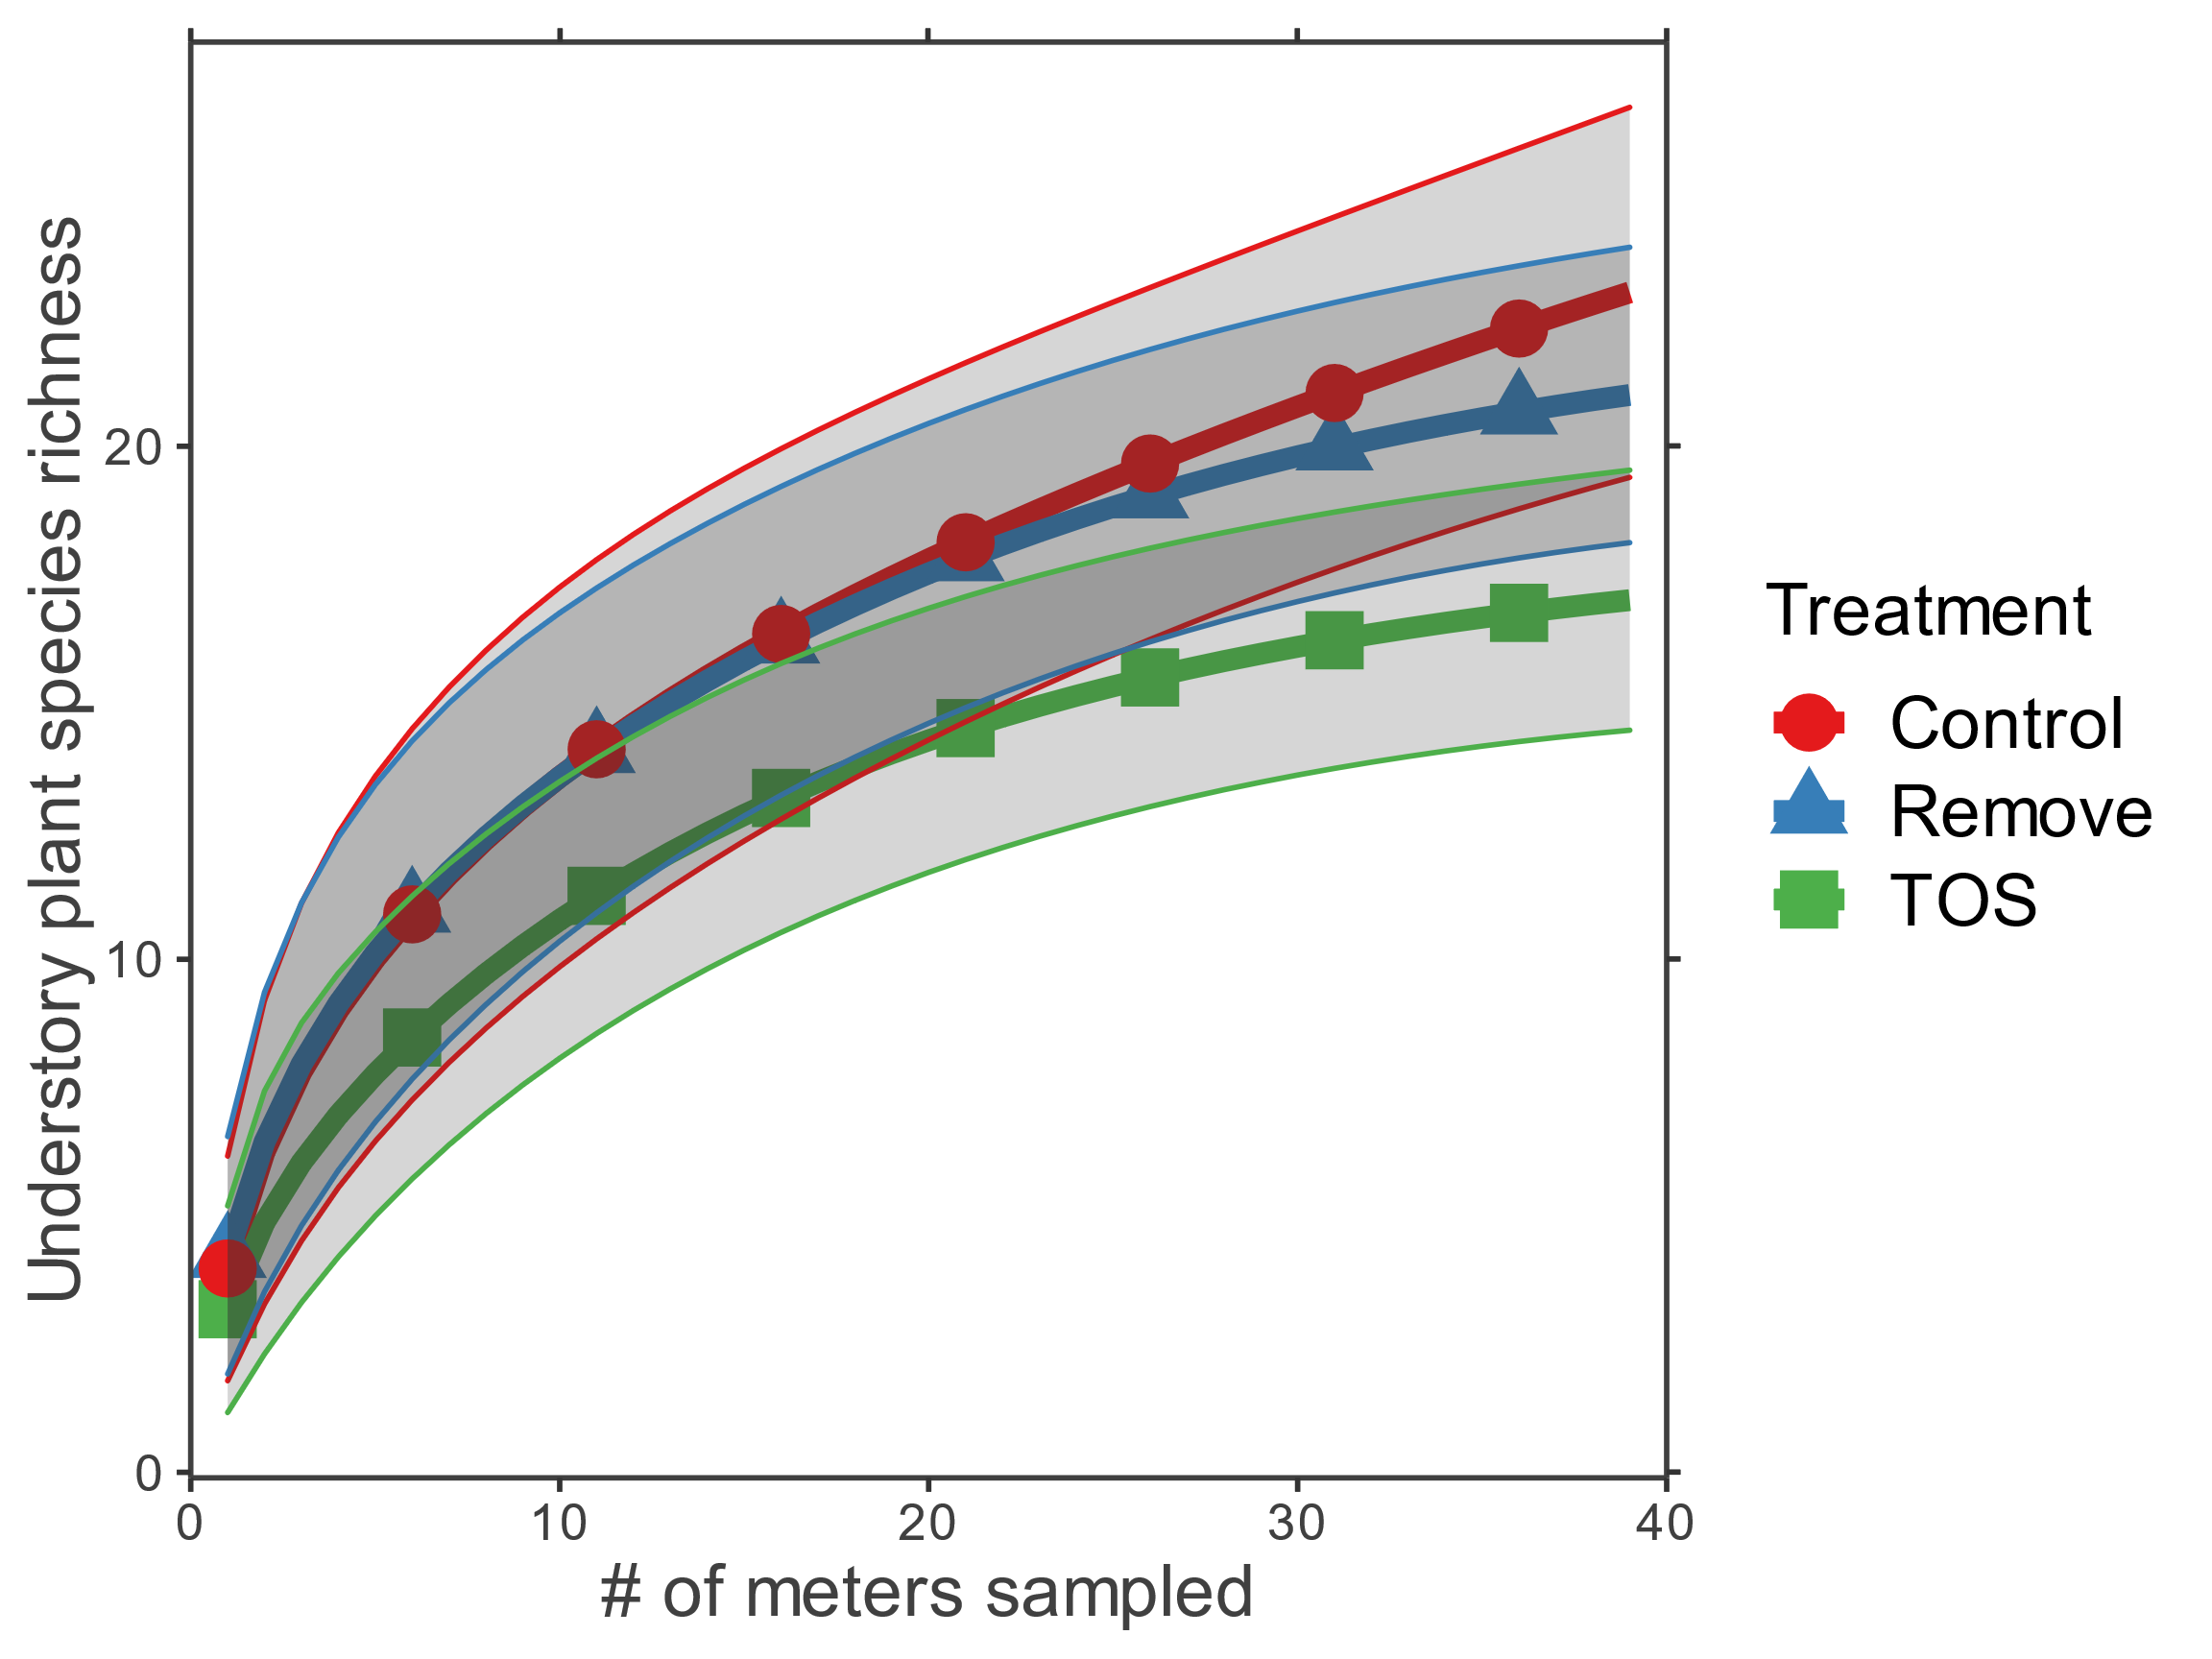 Understory plant species richness
20
10
0
0 10 20 30 40
# of meters sampled
Treatment
Control
Remove
TOS